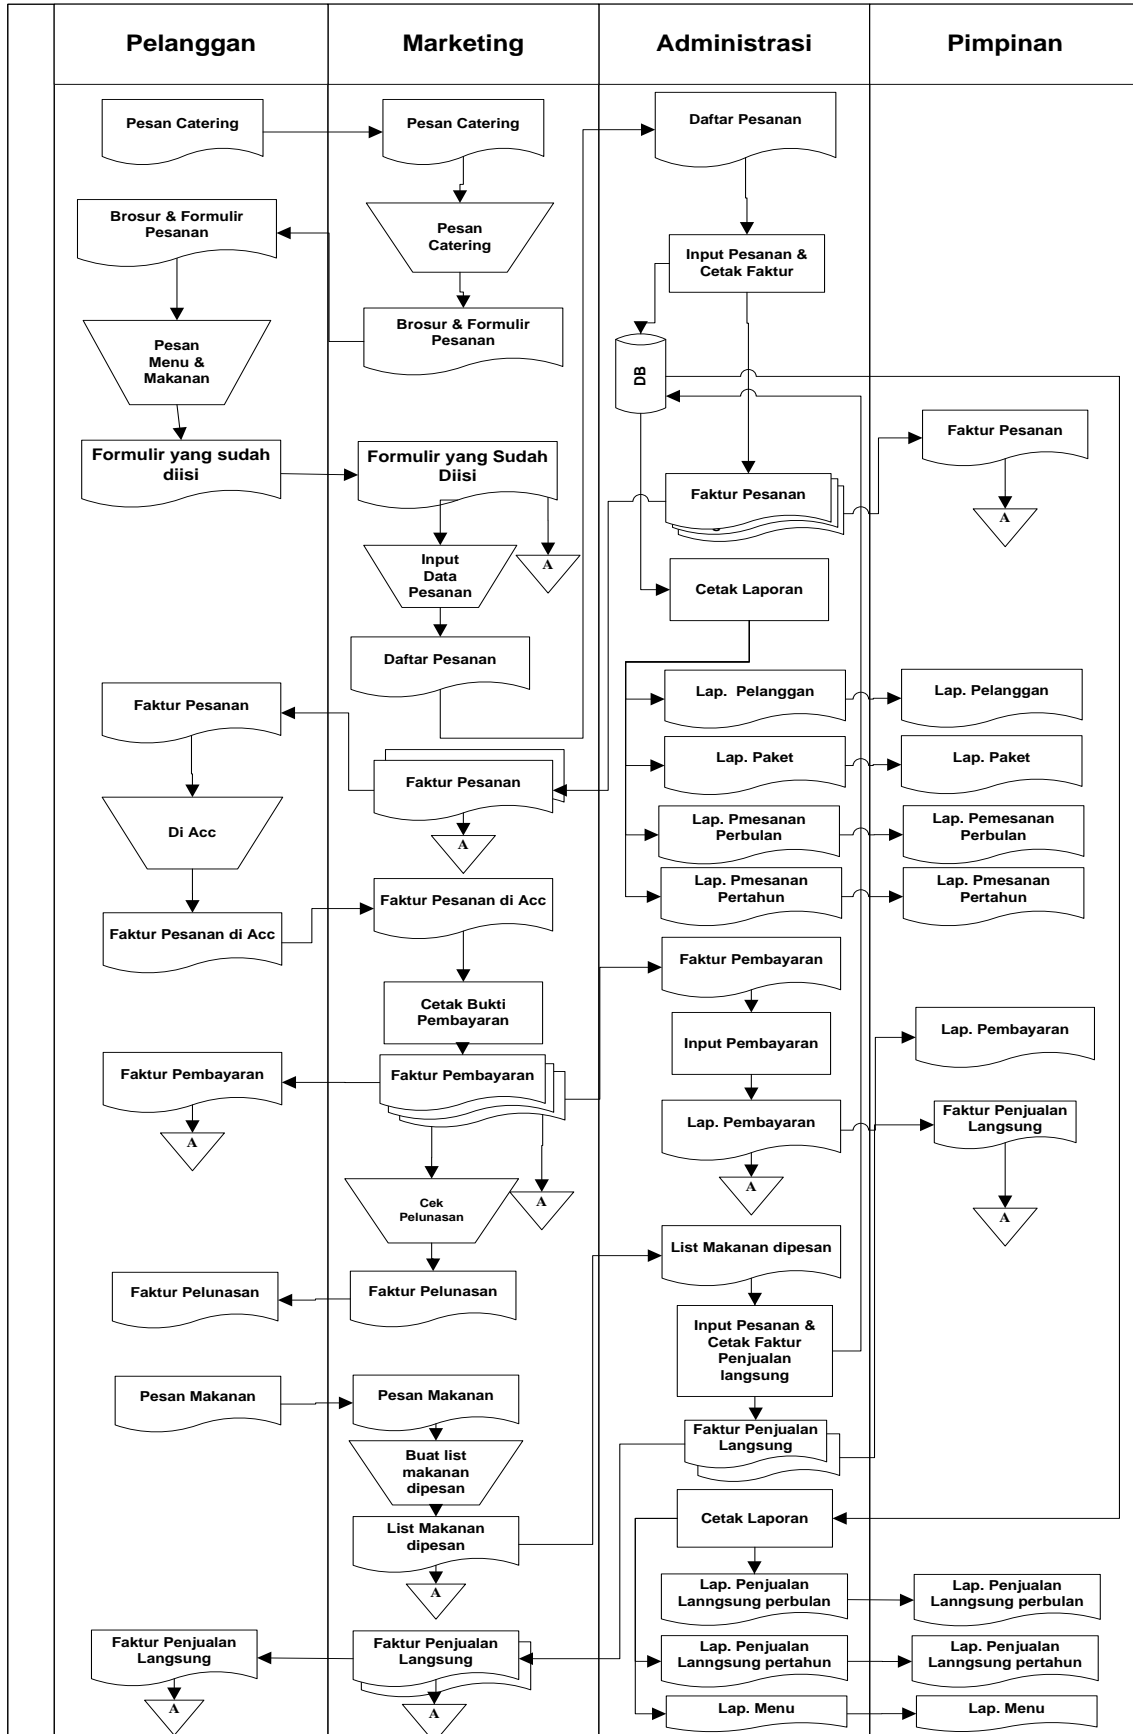 Pelanggan
Marketing
Administrasi
Pimpinan
Pesan Catering
Brosur & Formulir
Pesanan
Pesan
Menu &
Makanan
Formulir yang sudah
diisi
Faktur Pesanan
Di Acc
Faktur Pesanan di Acc
Faktur Pembayaran
A
Faktur Pelunasan
Pesan Makanan
Faktur Penjualan
Langsung
A
Pesan Catering
Pesan
Catering
Brosur & Formulir
Pesanan
Formulir yang Sudah
Diisi
A
Input
Data
Pesanan
Daftar Pesanan
Faktur Pesanan
A
Faktur Pesanan di Acc
Cetak Bukti
Pembayaran
Faktur Pembayaran
A
Cek
Pelunasan
Faktur Pelunasan
Pesan Makanan
Buat list
makanan
dipesan
List Makanan
dipesan
A
Faktur Penjualan
Langsung
A
Daftar Pesanan
Input Pesanan &
Cetak Faktur
DB
Faktur Pesanan
Cetak Laporan
Lap. Pelanggan
Lap. Paket
Lap. Pmesanan
Perbulan
Lap. Pmesanan
Pertahun
Faktur Pembayaran
Input Pembayaran
Lap. Pembayaran
A
List Makanan dipesan
Input Pesanan &
Cetak Faktur
Penjualan
langsung
Faktur Penjualan
Langsung
Cetak Laporan
Lap. Penjualan
Lanngsung perbulan
Lap. Penjualan
Lanngsung pertahun
Lap. Menu
Faktur Pesanan
A
Lap. Pelanggan
Lap. Paket
Lap. Pemesanan
Perbulan
Lap. Pmesanan
Pertahun
Lap. Pembayaran
Faktur Penjualan
Langsung
A
Lap. Penjualan
Lanngsung perbulan
Lap. Penjualan
Lanngsung pertahun
Lap. Menu